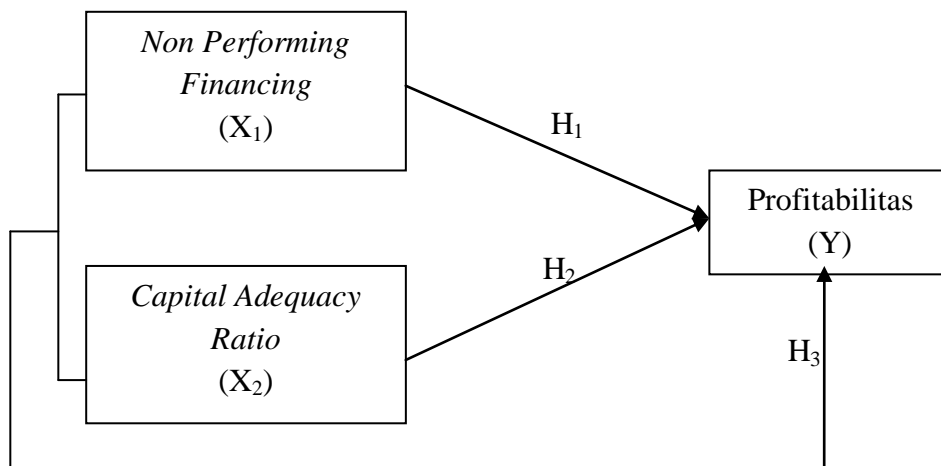 Non Performing
Financing
(X₁)
H₁
Profitabilitas
(Y)
Capital Adequacy
Ratio
(X₂)
H₂
H₃